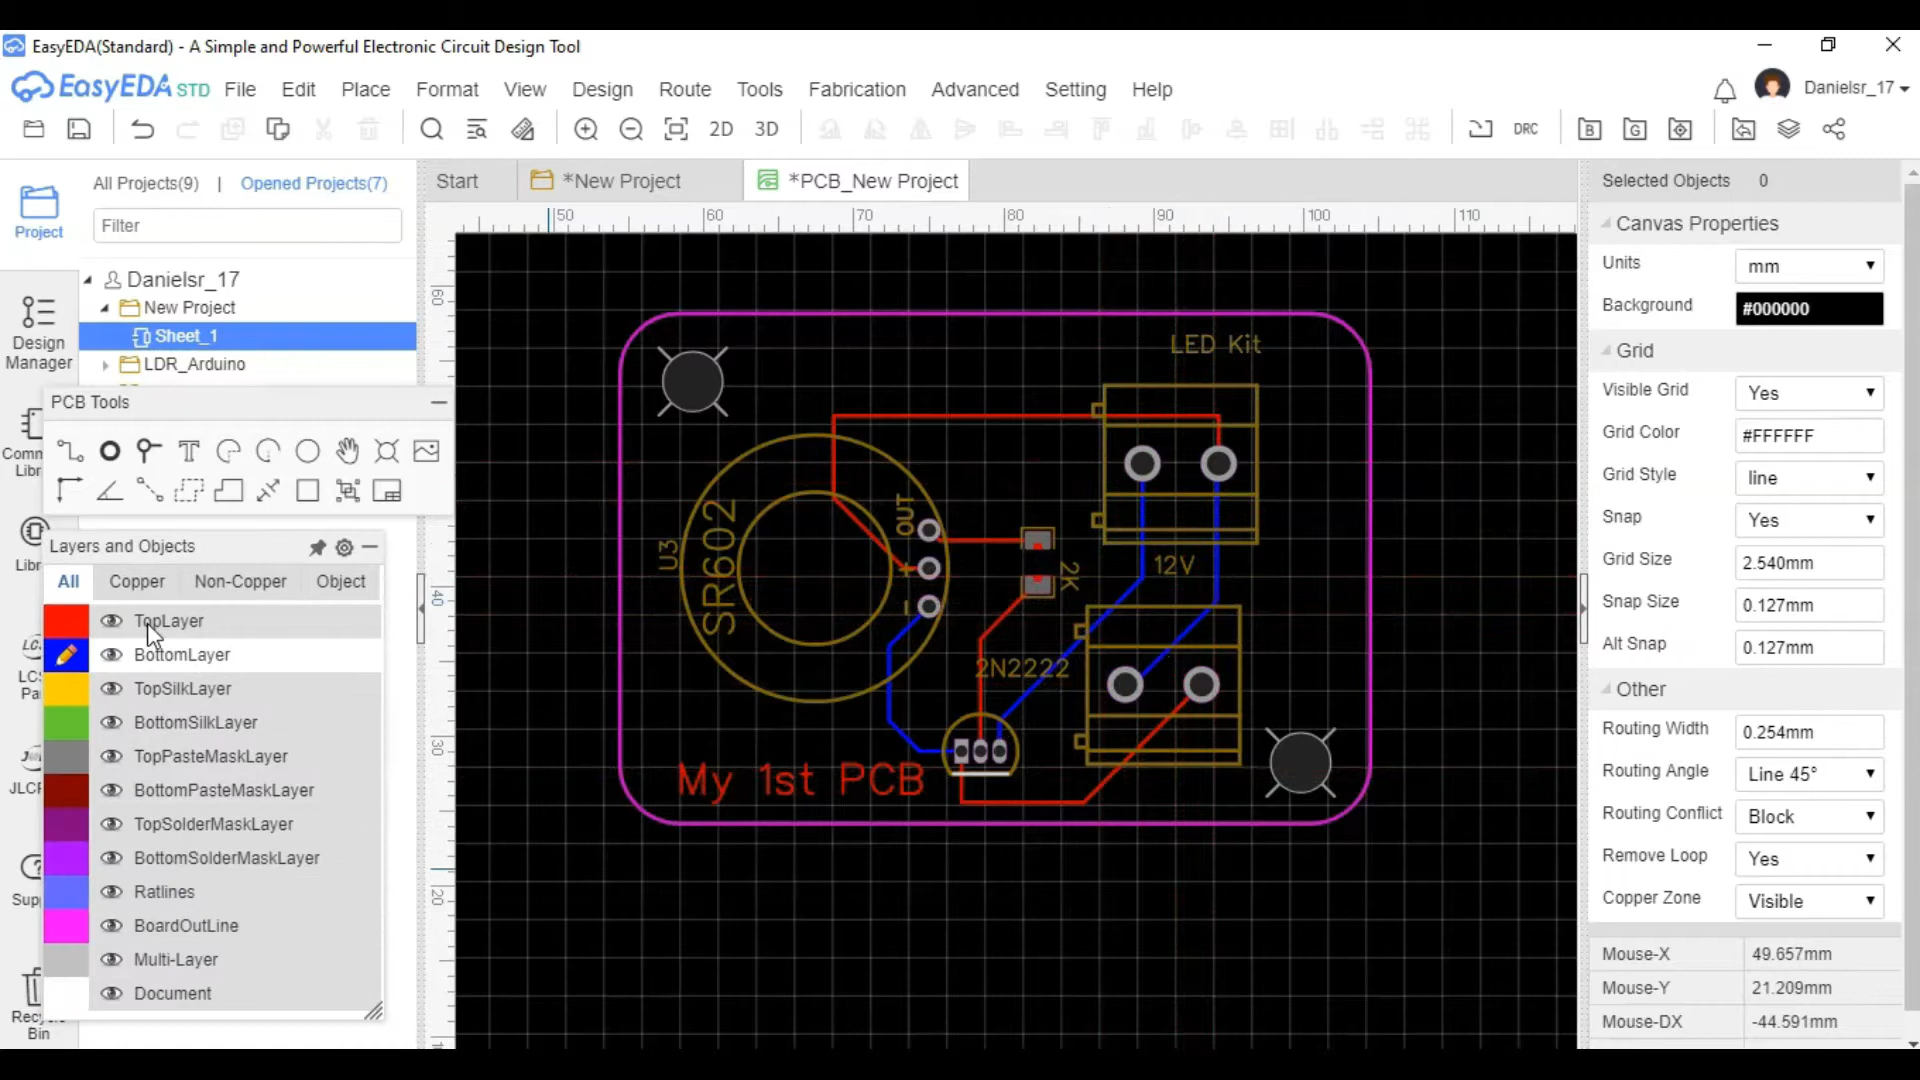 EasyEDA(Standard) - A Simple and Powerful Electronic Circuit Design Tool
EasyEDA STD File Edit Place Format View Design Route Tools Fabrication Advanced Setting Help Danielsr_17
2D 3D DRC B G
Project
All Projects(9) | Opened Projects(7)
Filter
Danielsr_17
New Project
Sheet_1
LDR_Arduino
Design
Manager
PCB Tools
Layers and Objects
All Copper Non-Copper Object
TopLayer
BottomLayer
TopSilkLayer
BottomSilkLayer
TopPasteMaskLayer
BottomPasteMaskLayer
TopSolderMaskLayer
BottomSolderMaskLayer
Ratlines
BoardOutLine
Multi-Layer
Document
Bin
Start *New Project *PCB_New Project
50 60 70 80 90 100 110
60
40
30
20
LED Kit
OUT
U3
SR602
+
-
2K
12V
2N2222
My 1st PCB
Selected Objects 0
Canvas Properties
Units mm
Background #000000
Grid
Visible Grid Yes
Grid Color #FFFFFF
Grid Style line
Snap Yes
Grid Size 2.540mm
Snap Size 0.127mm
Alt Snap 0.127mm
Other
Routing Width 0.254mm
Routing Angle Line 45°
Routing Conflict Block
Remove Loop Yes
Copper Zone Visible
Mouse-X 49.657mm
Mouse-Y 21.209mm
Mouse-DX -44.591mm